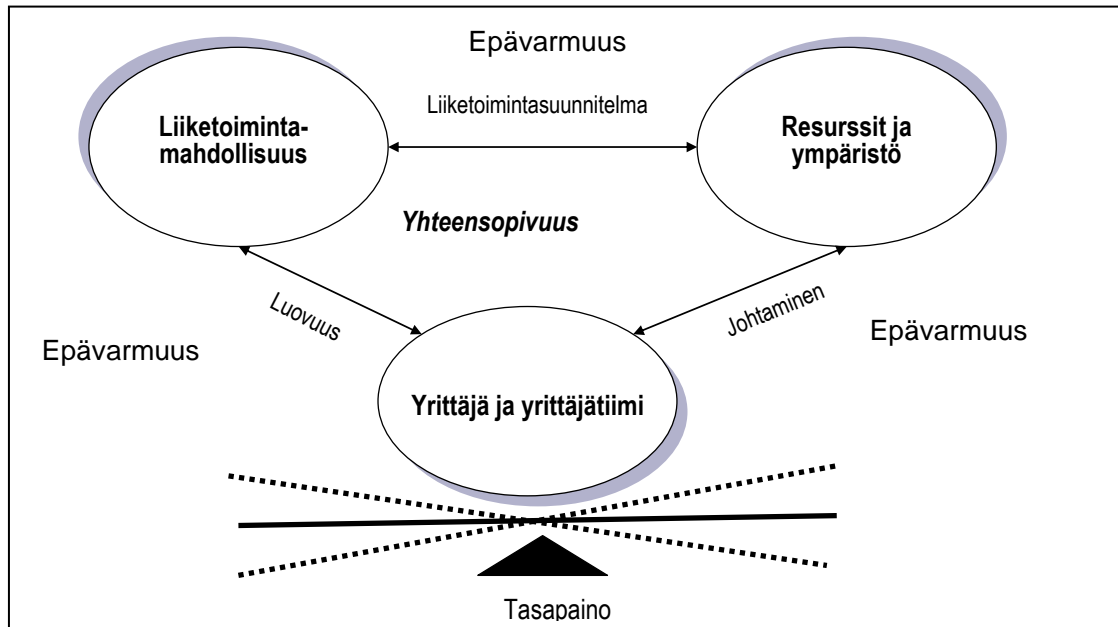 Epävarmuus
Liiketoimintasuunnitelma
Liiketoiminta-
mahdollisuus
Resurssit ja
ympäristö
Yhteensopivuus
Luovuus
Johtaminen
Epävarmuus
Epävarmuus
Yrittäjä ja yrittäjätiimi
Tasapaino